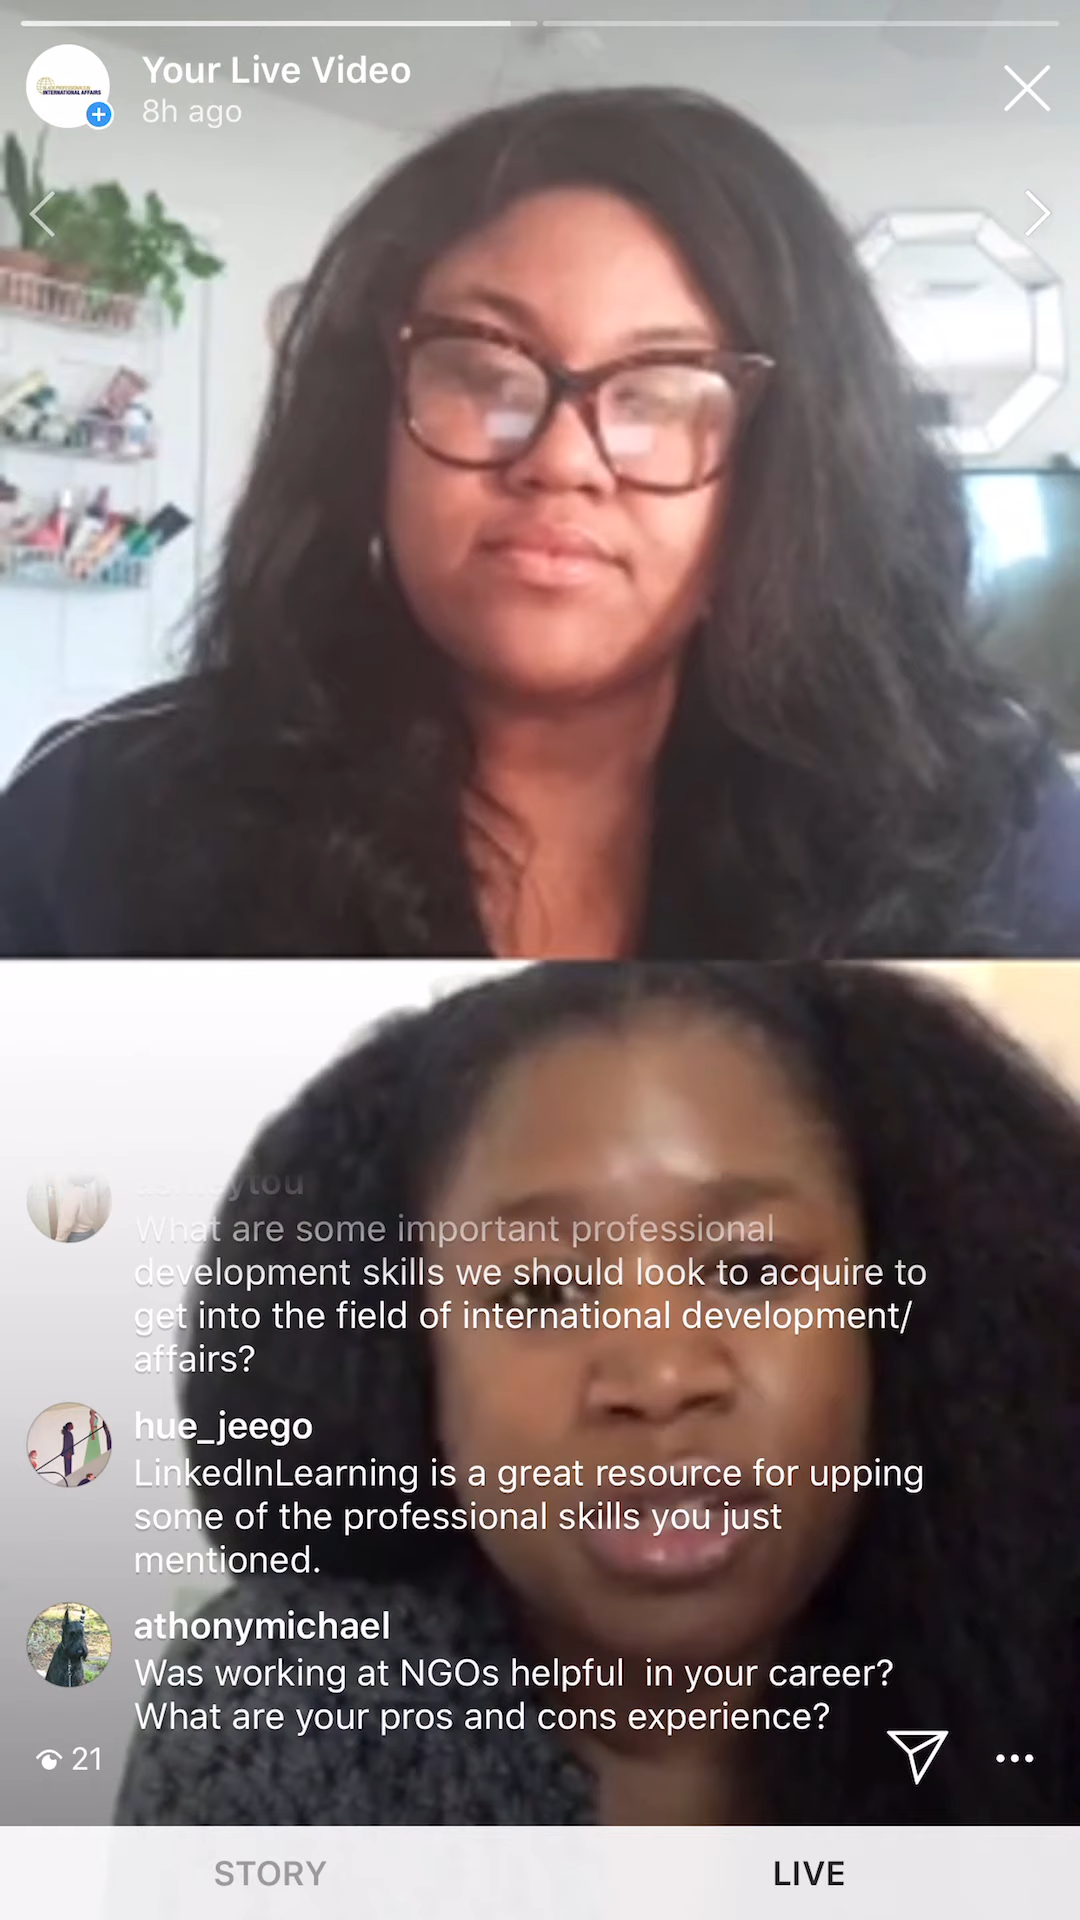 Your Live Video
8h ago
INTERNATIONAL AFFAIRS
What are some important professional
development skills we should look to acquire to
get into the field of international development/
affairs?
hue_jeego
LinkedInLearning is a great resource for upping
some of the professional skills you just
mentioned.
athonymichael
Was working at NGOs helpful  in your career?
What are your pros and cons experience?
21
STORY
LIVE